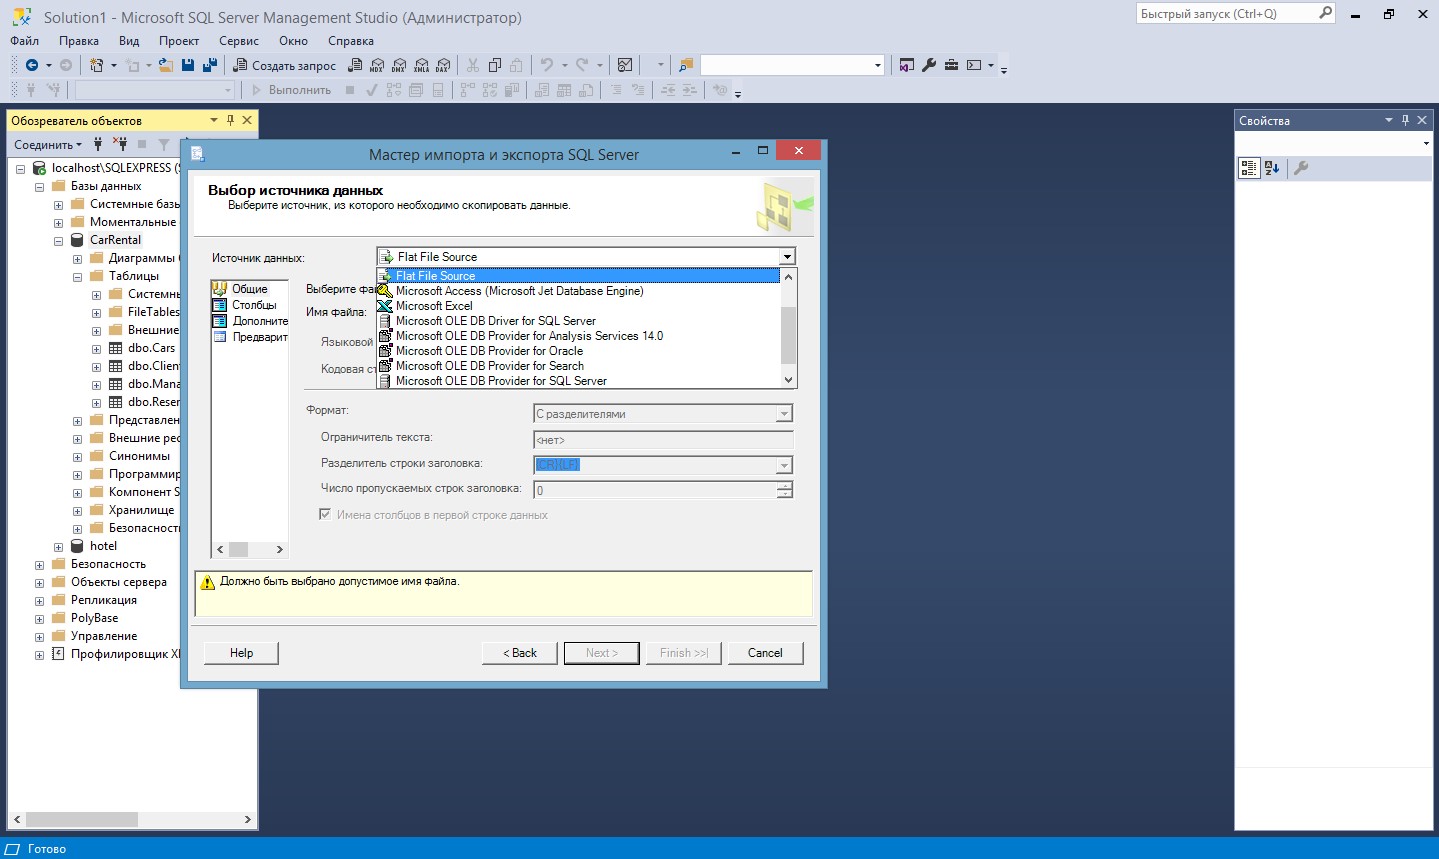 Solution1 - Microsoft SQL Server Management Studio (Администратор)
Быстрый запуск (Ctrl+Q)
Файл Правка Вид Проект Сервис Окно Справка
Создать запрос MDX DMX XMLA DAX
Выполнить
Обозреватель объектов
Соединить
localhost\SQLEXPRESS (
Базы данных
Системные базы
Моментальные
CarRental
Диаграммы
Таблицы
Системн
FileTables
Внешние
dbo.Cars
dbo.Clien
dbo.Mana
dbo.Reser
Представлен
Внешние рес
Синонимы
Программир
Компонент S
Хранилище
Безопасност
hotel
Безопасность
Объекты сервера
Репликация
PolyBase
Управление
Профилировщик XE
Мастер импорта и экспорта SQL Server
Выбор источника данных
Выберите источник, из которого необходимо скопировать данные.
Источник данных:
Flat File Source
Общие
Столбцы
Дополните
Предварит
Выберите фай
Имя файла:
Языковой
Кодовая ст
Flat File Source
Microsoft Access (Microsoft Jet Database Engine)
Microsoft Excel
Microsoft OLE DB Driver for SQL Server
Microsoft OLE DB Provider for Analysis Services 14.0
Microsoft OLE DB Provider for Oracle
Microsoft OLE DB Provider for Search
Microsoft OLE DB Provider for SQL Server
Формат:
С разделителями
Ограничитель текста:
<нет>
Разделитель строки заголовка:
{CR}{LF}
Число пропускаемых строк заголовка:
0
Имена столбцов в первой строке данных
Должно быть выбрано допустимое имя файла.
Help
< Back
Next >
Finish >>|
Cancel
Свойства
Готово